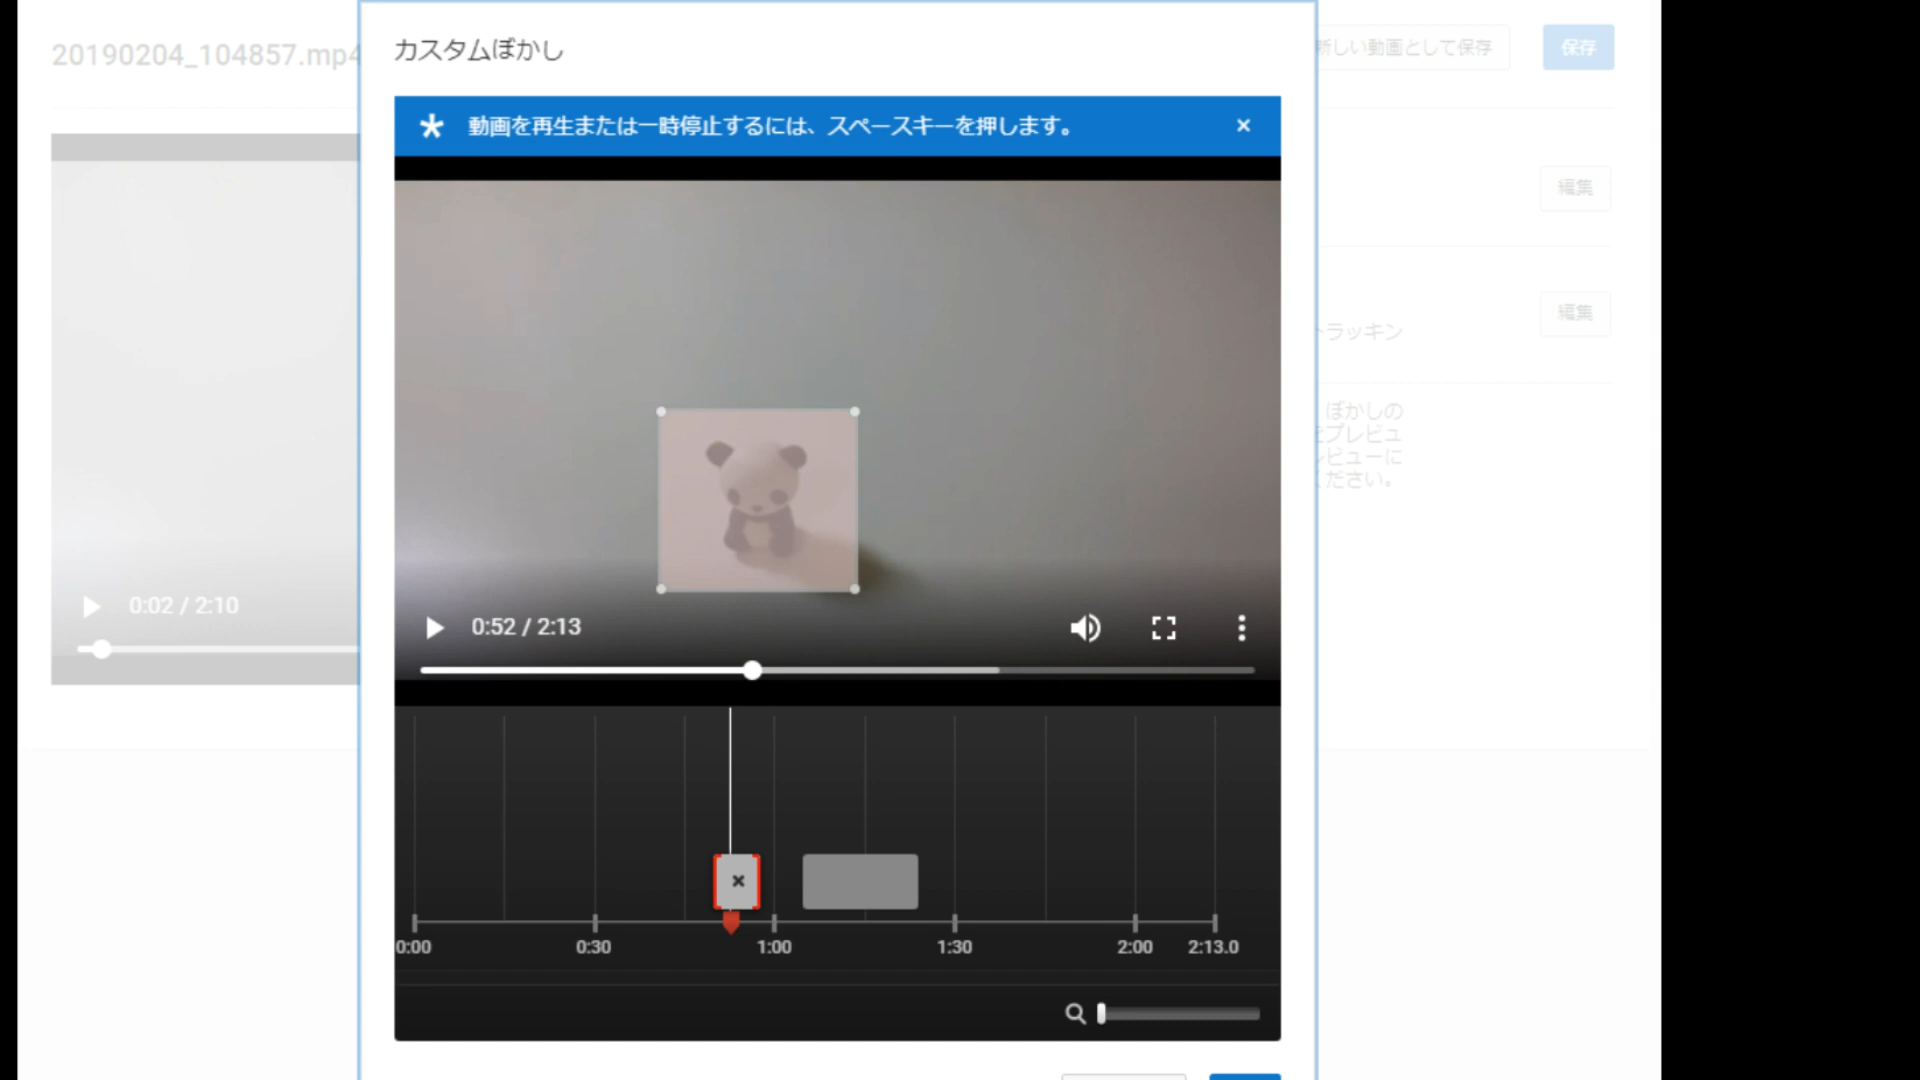 カスタムぼかし
20190204_104857.mp4
新しい動画として保存
保存
動画を再生または一時停止するには、スペースキーを押します。
編集
編集
トラッキン
ぼかしの
をプレビュ
レビューに
ください。
0:02 / 2:10
0:52 / 2:13
0:00
0:30
1:00
1:30
2:00
2:13.0